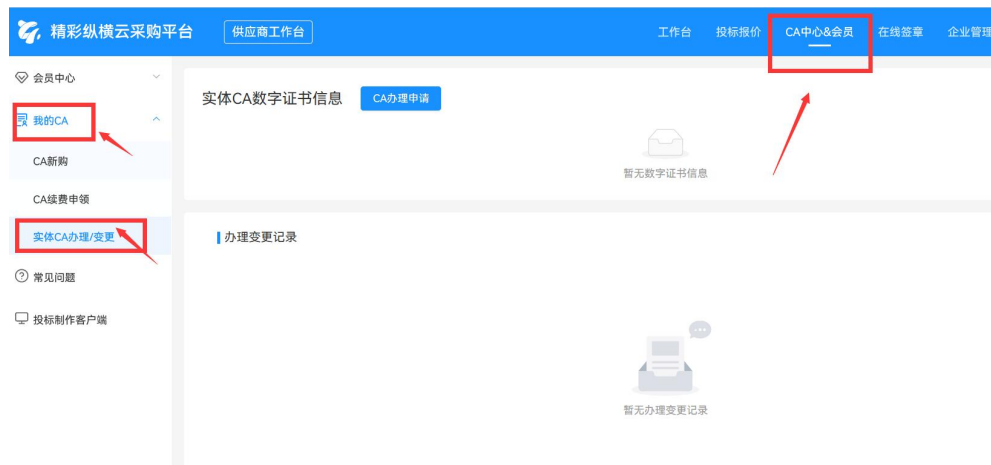 精彩纵横云采购平台
供应商工作台
工作台
投标报价
CA中心&会员
在线签章
企业管理
会员中心
我的CA
CA新购
CA续费申领
实体CA办理/变更
常见问题
投标制作客户端
实体CA数字证书信息
CA办理申请
暂无数字证书信息
办理变更记录
暂无办理变更记录